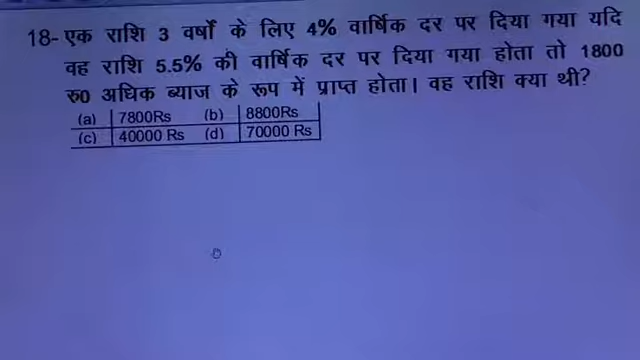 18- एक राशि 3 वर्षों के लिए 4% वार्षिक दर पर दिया गया यदि
वह राशि 5.5% की वार्षिक दर पर दिया गया होता तो 1800
रु0 अधिक ब्याज के रूप में प्राप्त होता। वह राशि क्या थी?
(a) 7800Rs (b) 8800Rs
(c) 40000 Rs (d) 70000 Rs